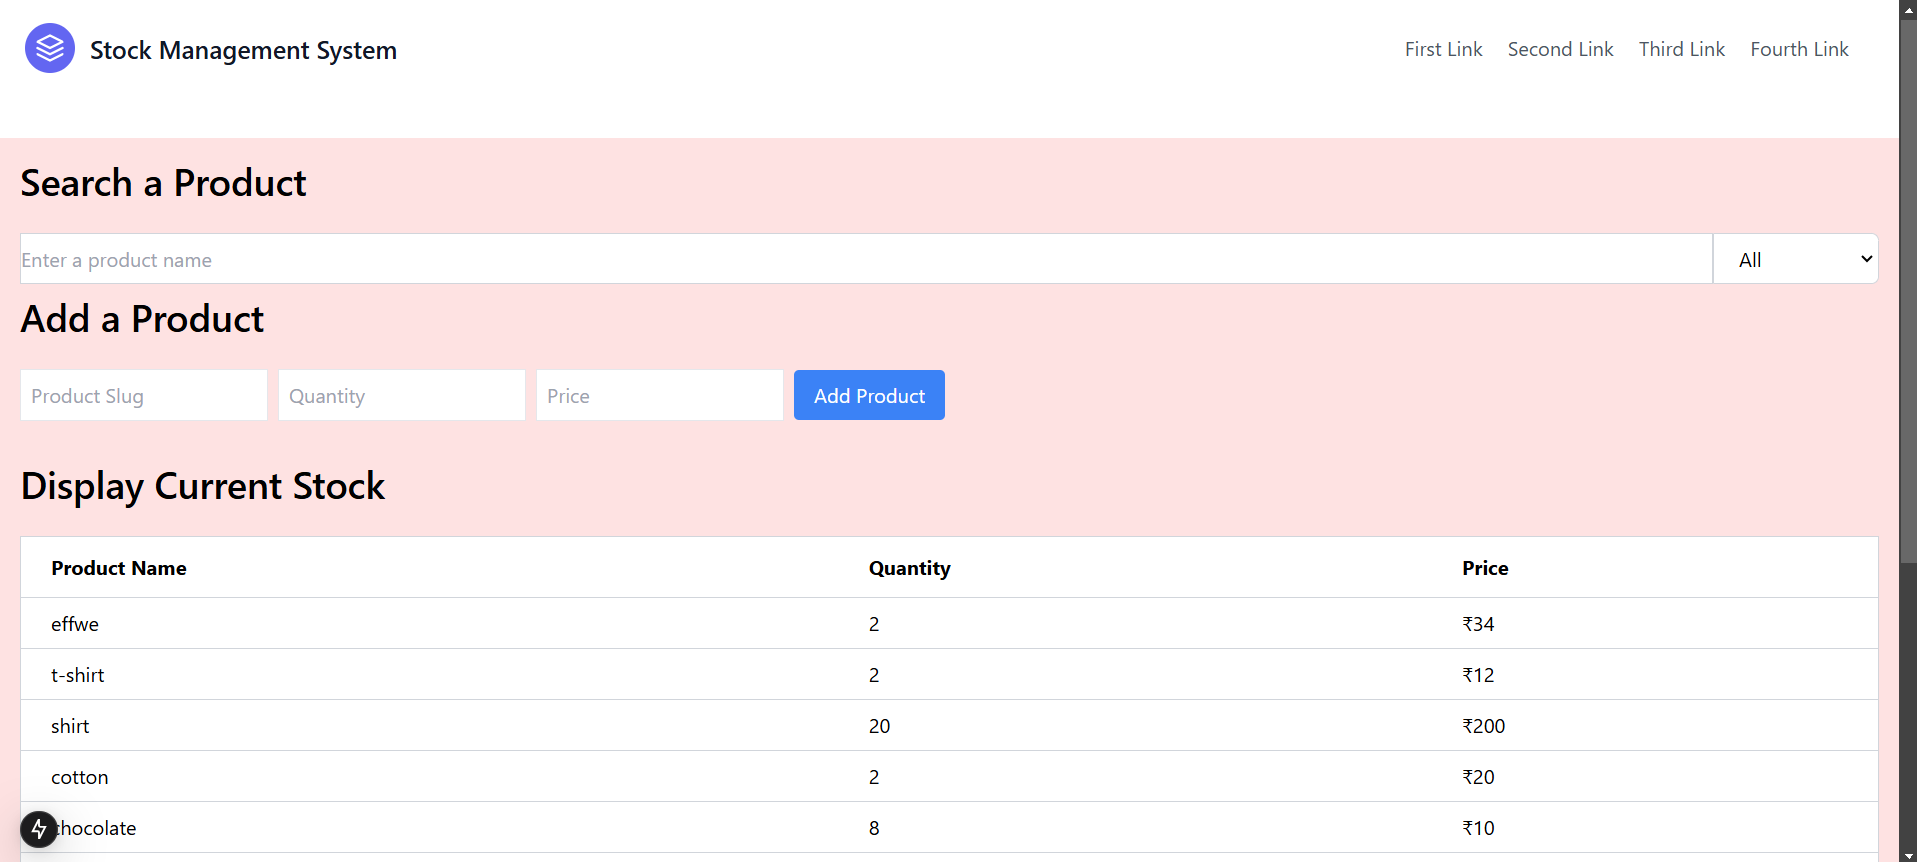 Stock Management System
First Link Second Link Third Link Fourth Link
Search a Product
Enter a product name All
Add a Product
Product Slug Quantity Price Add Product
Display Current Stock
Product Name Quantity Price
effwe 2 ₹34
t-shirt 2 ₹12
shirt 20 ₹200
cotton 2 ₹20
chocolate 8 ₹10